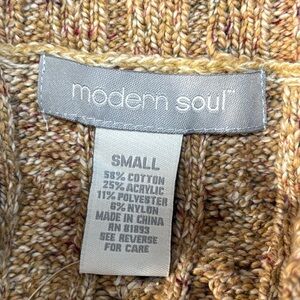 modern soul™
SMALL
58% COTTON
25% ACRYLIC
11% POLYESTER
6% NYLON
MADE IN CHINA
RN 81893
SEE REVERSE
FOR CARE